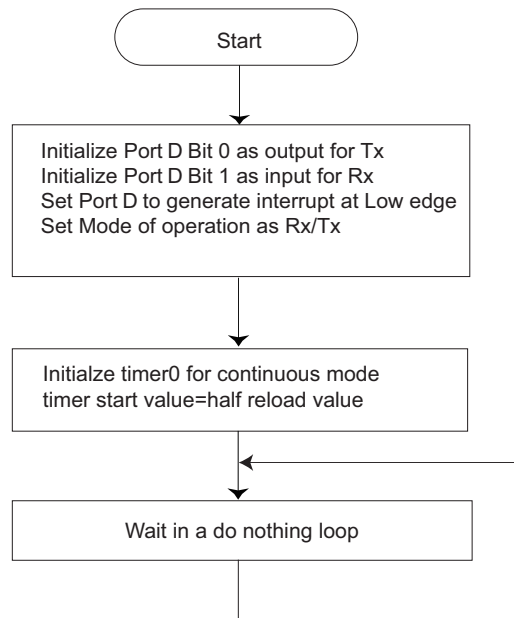 Start
Initialize Port D Bit 0 as output for Tx
Initialize Port D Bit 1 as input for Rx
Set Port D to generate interrupt at Low edge
Set Mode of operation as Rx/Tx
Initialze timer0 for continuous mode
timer start value=half reload value
Wait in a do nothing loop